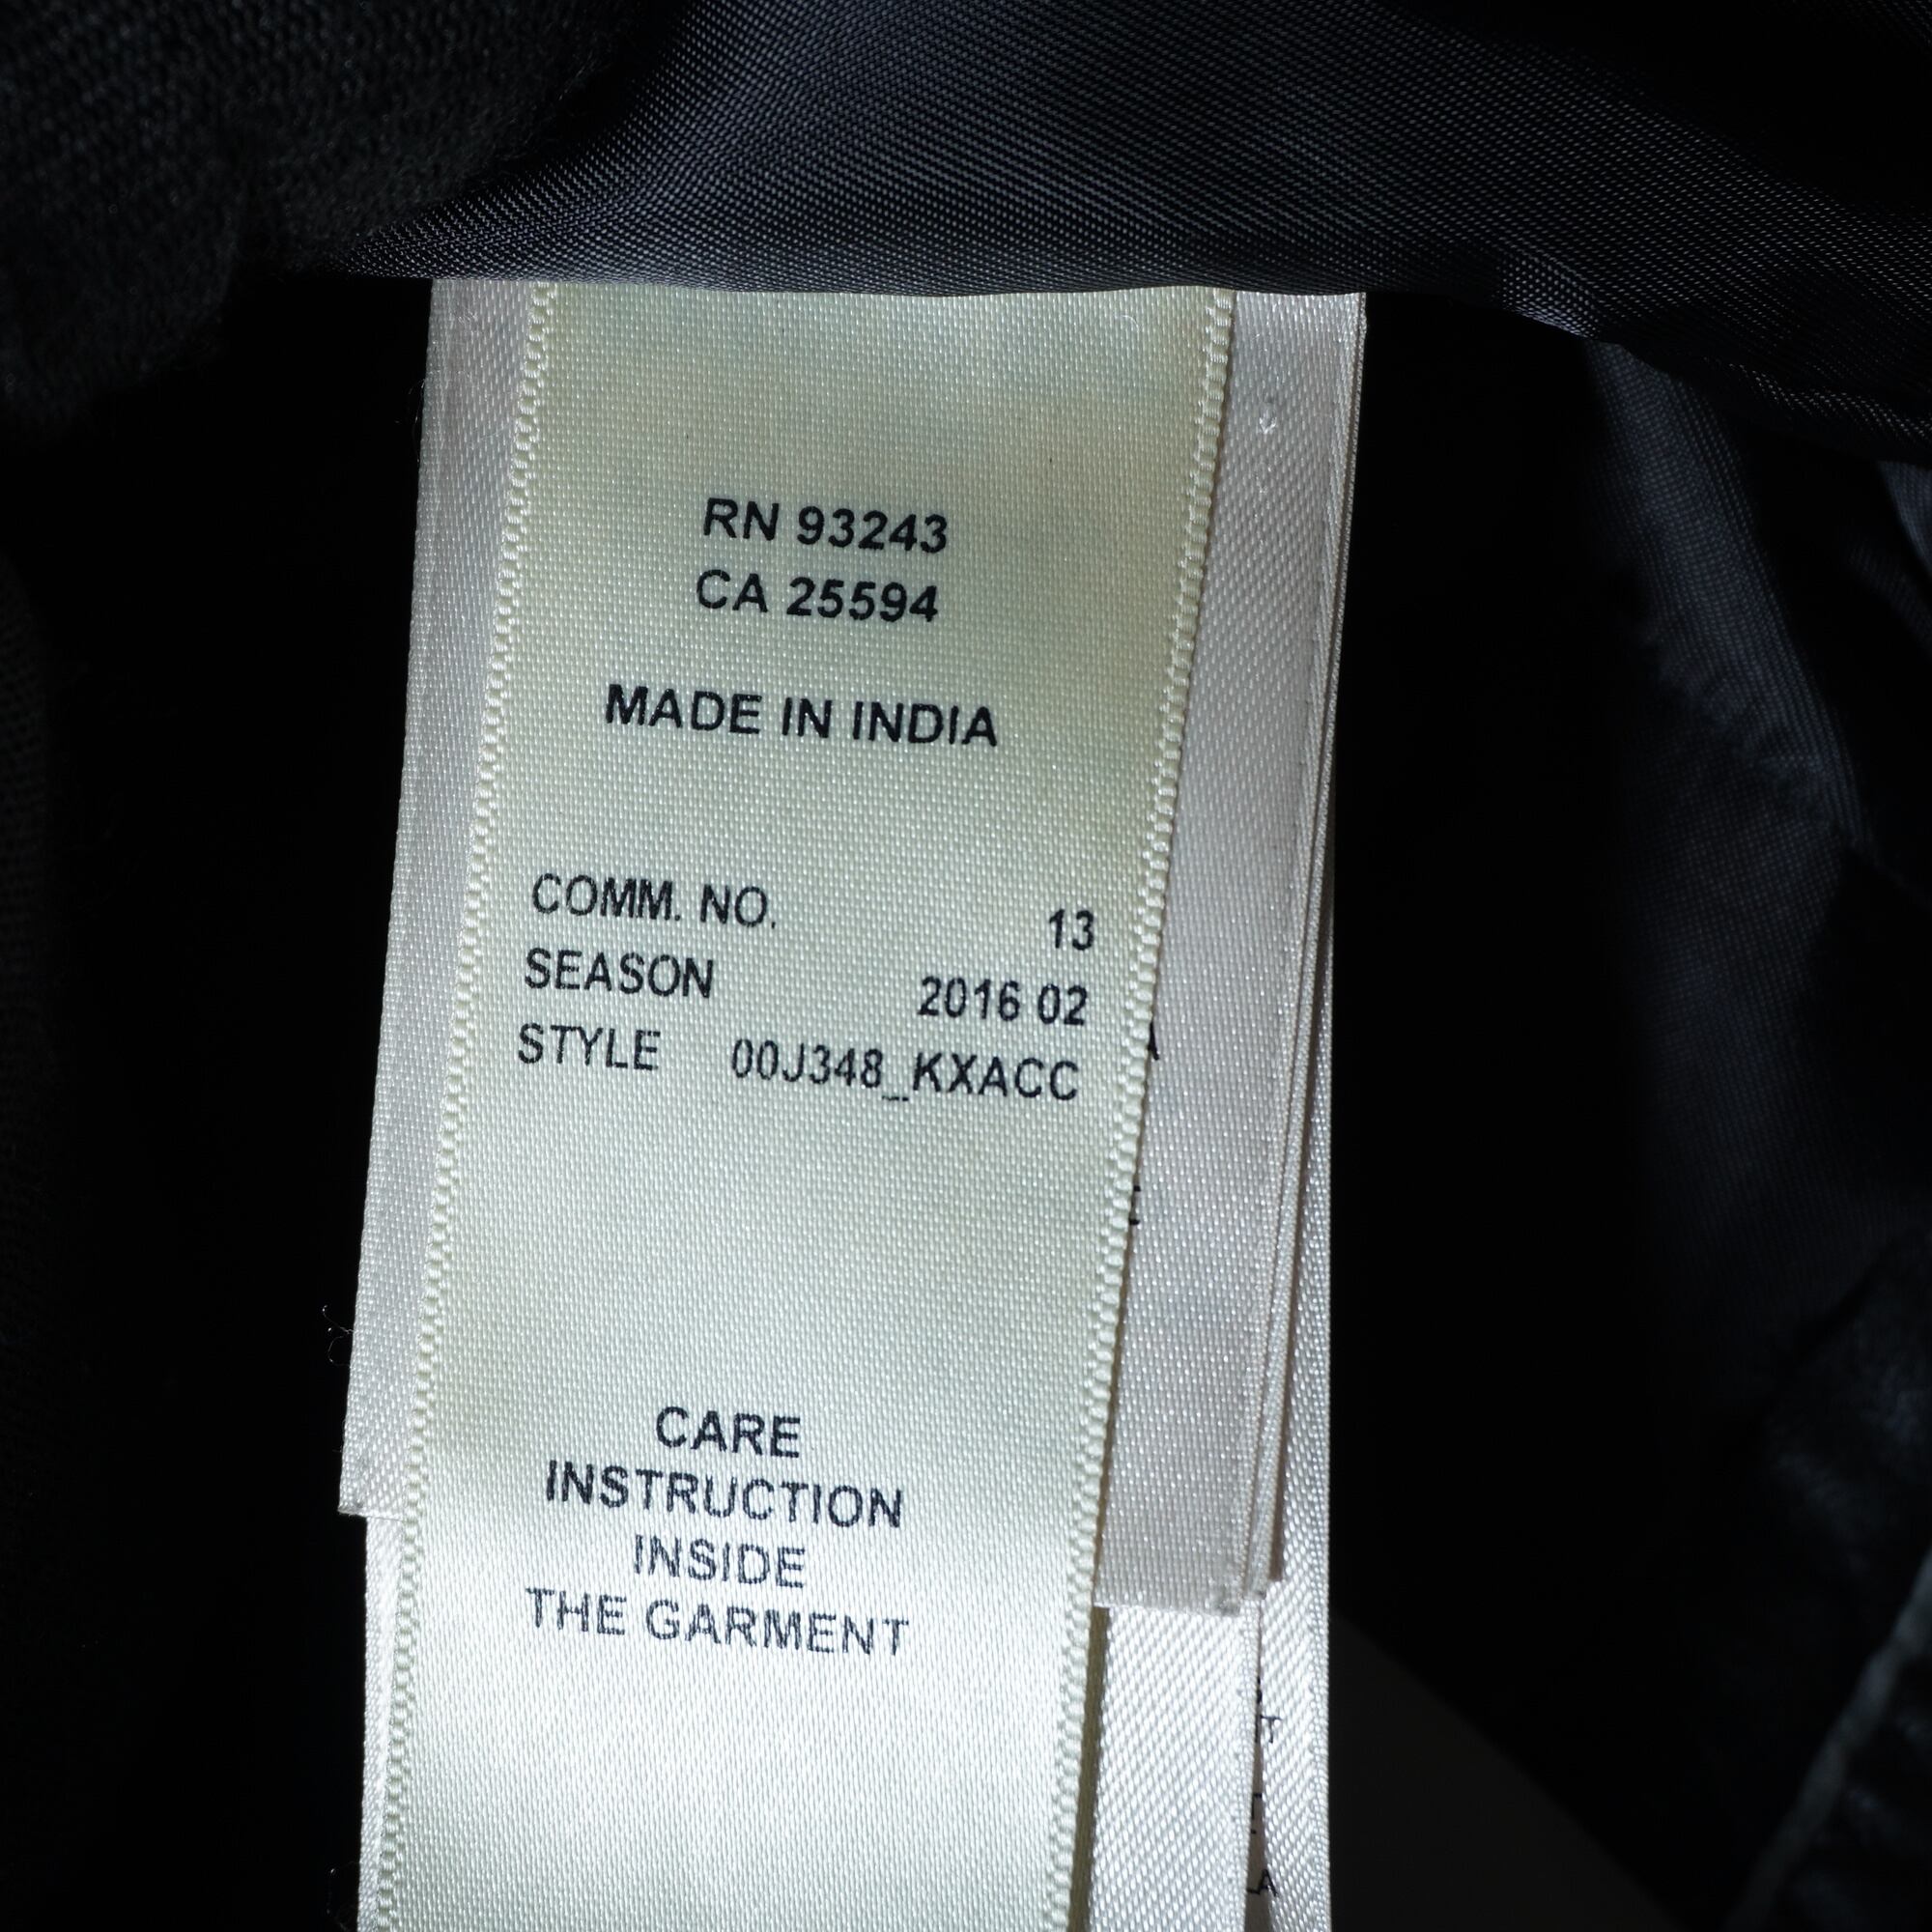 RN 93243
CA 25594
MADE IN INDIA
COMM. NO. 13
SEASON 2016 02
STYLE 00J348_KXACC
CARE
INSTRUCTION
INSIDE
THE GARMENT